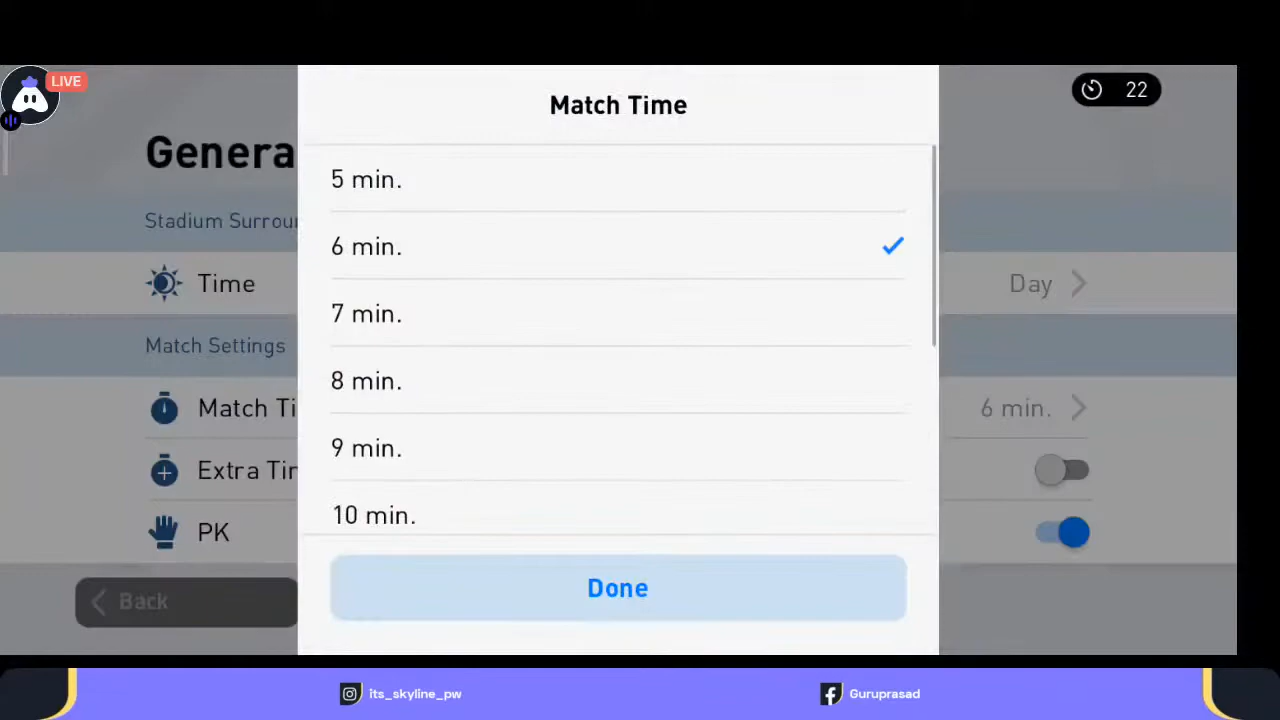 LIVE
Match Time
22
Genera
5 min.
Stadium Surrour
6 min.
Time
Day
7 min.
Match Settings
8 min.
Match Ti
6 min.
9 min.
Extra Tir
10 min.
PK
Done
Back
its_skyline_pw
Guruprasad